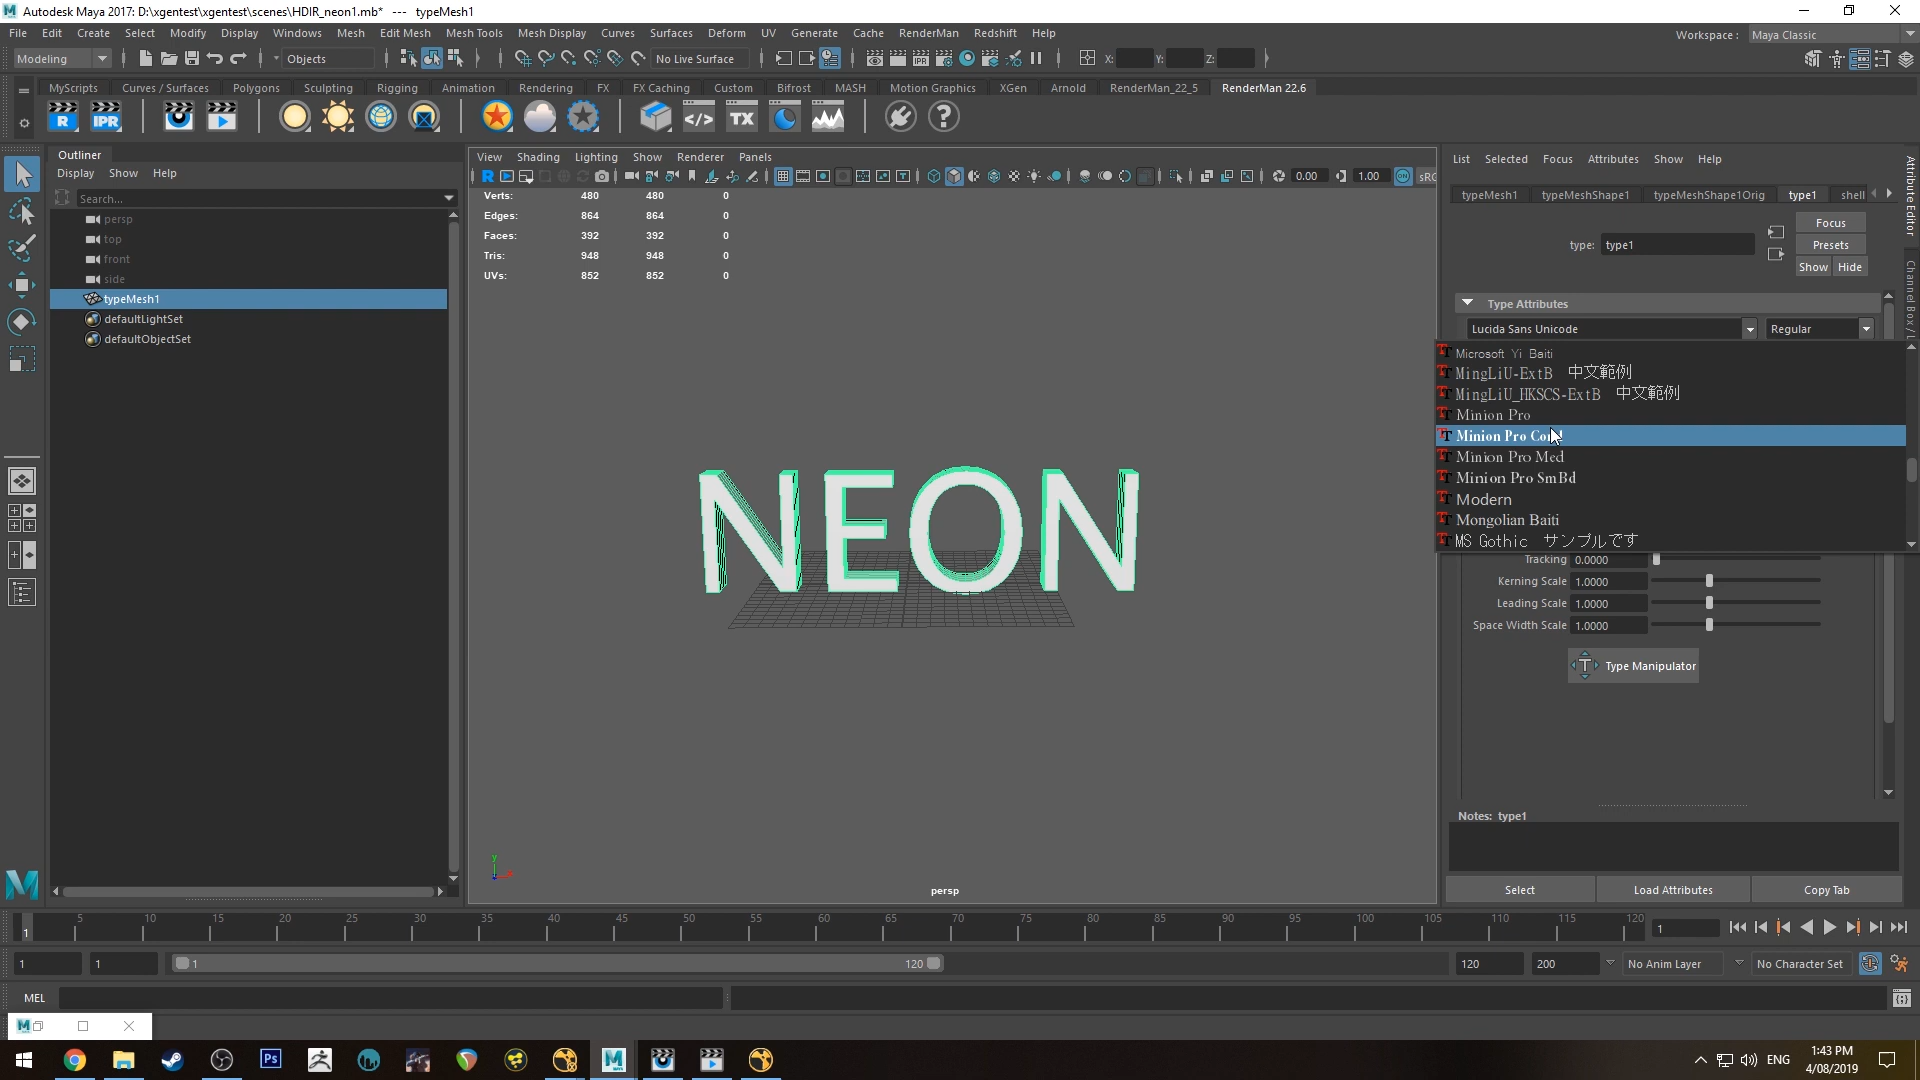 Autodesk Maya 2017: D:\xgentest\xgentest\scenes\HDIR_neon1.mb* --- typeMesh1
File Edit Create Select Modify Display Windows Mesh Edit Mesh Mesh Tools Mesh Display Curves Surfaces Deform UV Generate Cache RenderMan Redshift Help
Workspace : Maya Classic
Modeling Objects No Live Surface X: Y: Z:
MyScripts Curves / Surfaces Polygons Sculpting Rigging Animation Rendering FX FX Caching Custom Bifrost MASH Motion Graphics XGen Arnold RenderMan_22_5 RenderMan 22.6
R IPR </> TX ?
Outliner
Display Show Help
Search...
persp
top
front
side
typeMesh1
defaultLightSet
defaultObjectSet
View Shading Lighting Show Renderer Panels
0.00 1.00 sRG
Verts: 480 480 0
Edges: 864 864 0
Faces: 392 392 0
Tris: 948 948 0
UVs: 852 852 0
NEON
y
persp
List Selected Focus Attributes Show Help
typeMesh1 typeMeshShape1 typeMeshShape1Orig type1 shell
type: type1
Focus
Presets
Show Hide
Attribute Editor
Channel Box / L
Type Attributes
Lucida Sans Unicode Regular
Microsoft Yi Baiti
MingLiU-ExtB 中文範例
MingLiU_HKSCS-ExtB 中文範例
Minion Pro
Minion Pro Cond
Minion Pro Med
Minion Pro SmBd
Modern
Mongolian Baiti
MS Gothic サンプルです
Tracking 0.0000
Kerning Scale 1.0000
Leading Scale 1.0000
Space Width Scale 1.0000
Type Manipulator
Notes: type1
Select Load Attributes Copy Tab
5 10 15 20 25 30 35 40 45 50 55 60 65 70 75 80 85 90 95 100 105 110 115 120
1 1
1 1 1 120 120 200 No Anim Layer No Character Set
MEL
Ps
ENG
1:43 PM
4/08/2019